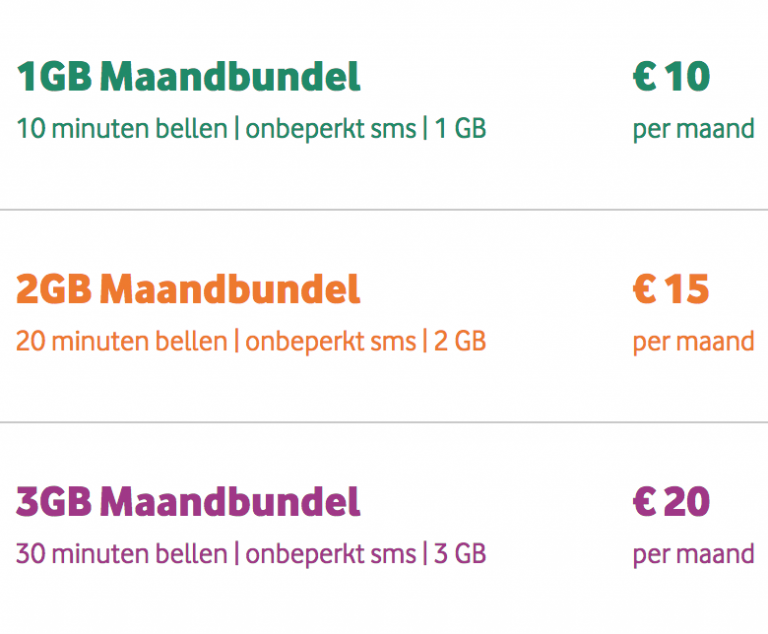 1GB Maandbundel € 10
10 minuten bellen | onbeperkt sms | 1 GB per maand
2GB Maandbundel € 15
20 minuten bellen | onbeperkt sms | 2 GB per maand
3GB Maandbundel € 20
30 minuten bellen | onbeperkt sms | 3 GB per maand